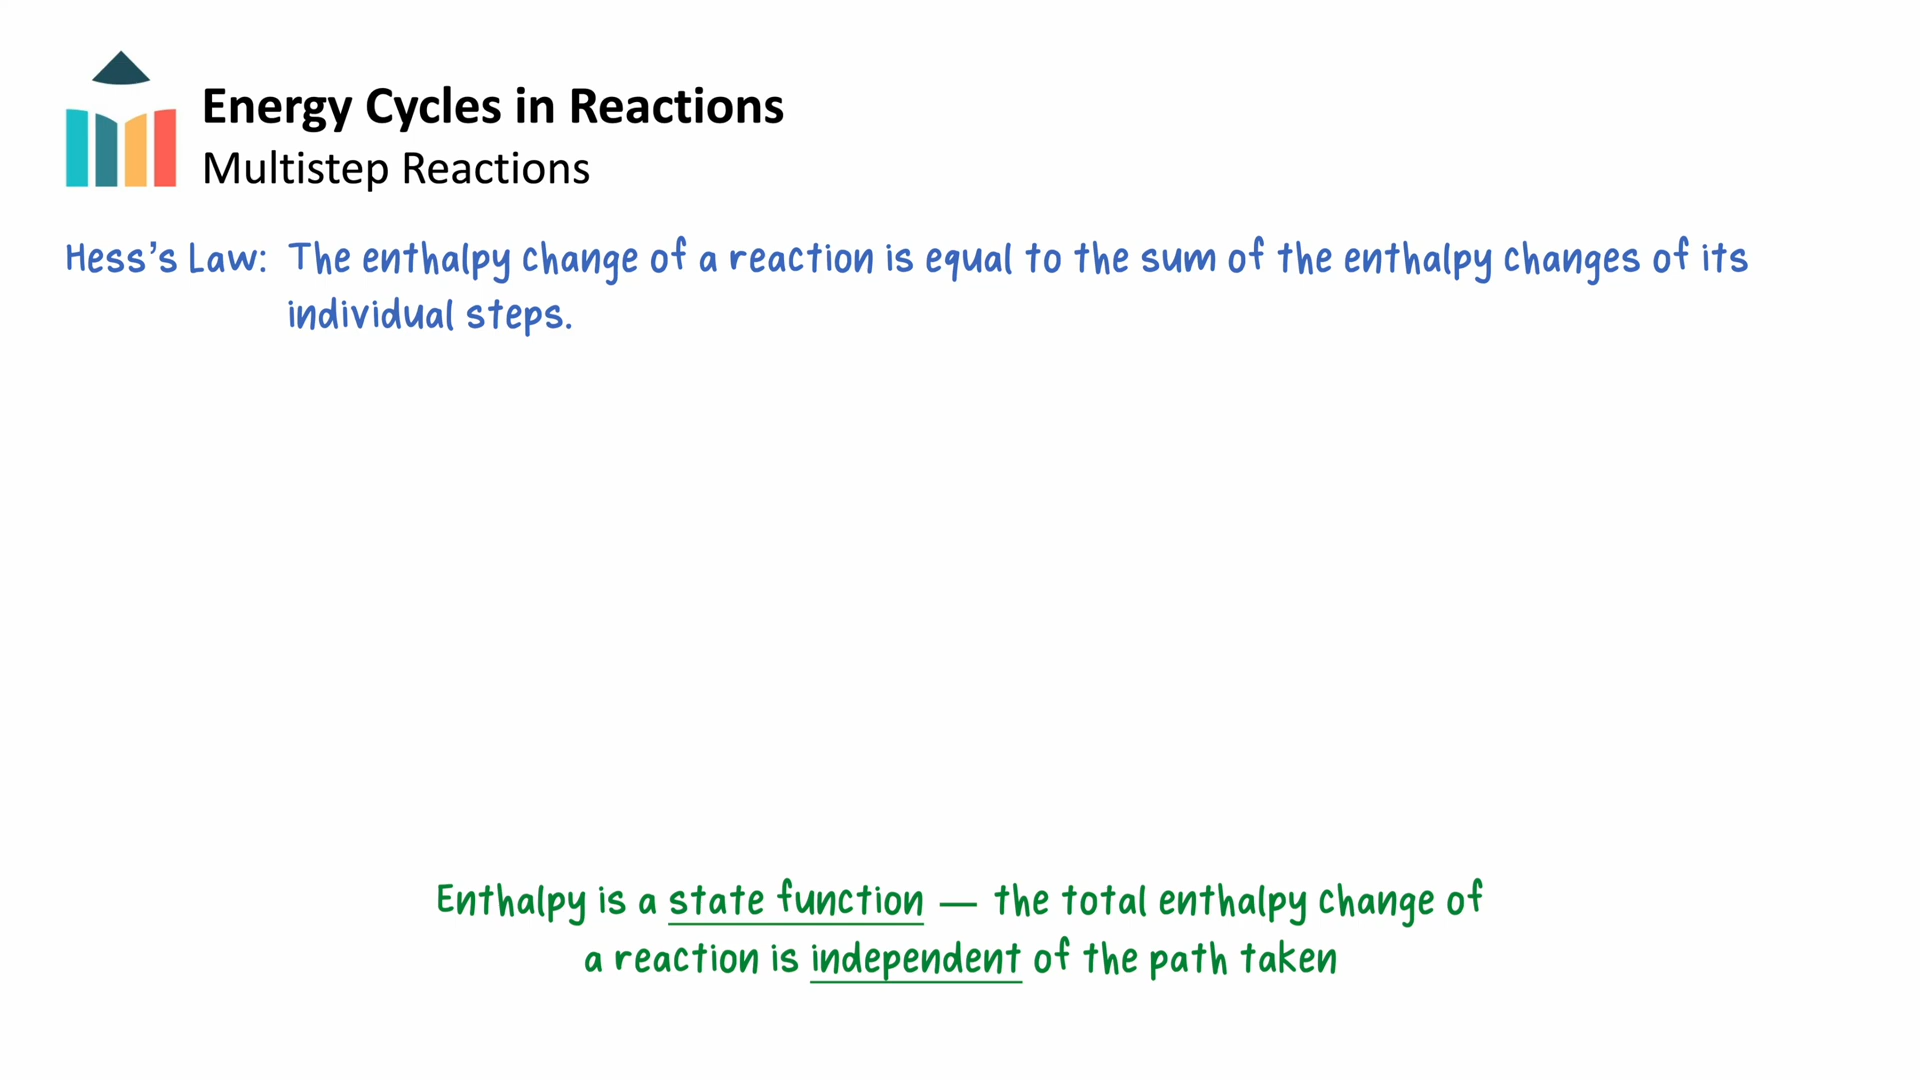 Energy Cycles in Reactions
Multistep Reactions
Hess’s Law: The enthalpy change of a reaction is equal to the sum of the enthalpy changes of its
individual steps.
Enthalpy is a state function — the total enthalpy change of
a reaction is independent of the path taken